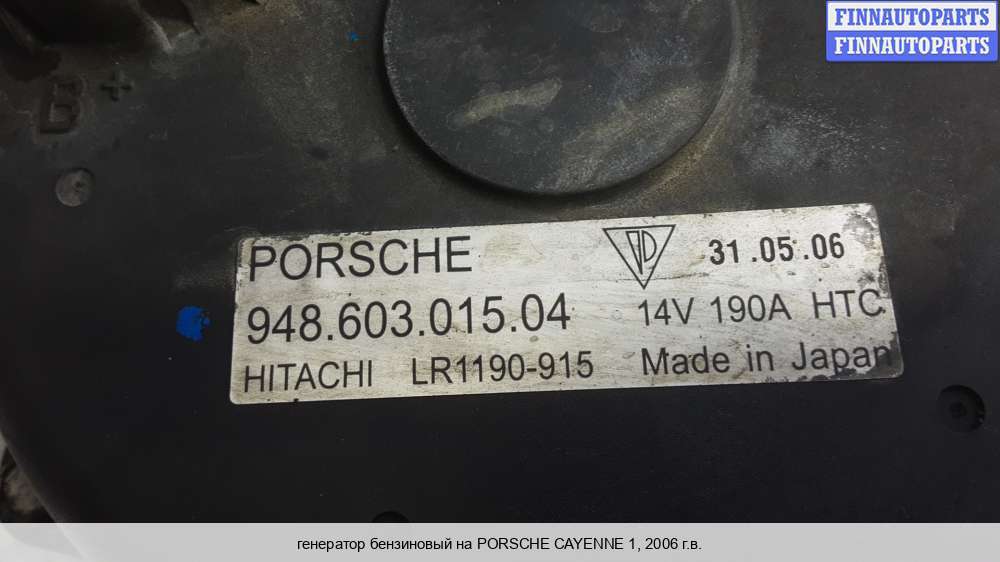 FINNAUTOPARTS
FINNAUTOPARTS
B +
PORSCHE 31.05.06
948.603.015.04 14V 190A HTC
HITACHI LR1190-915 Made in Japan
генератор бензиновый на PORSCHE CAYENNE 1, 2006 г.в.